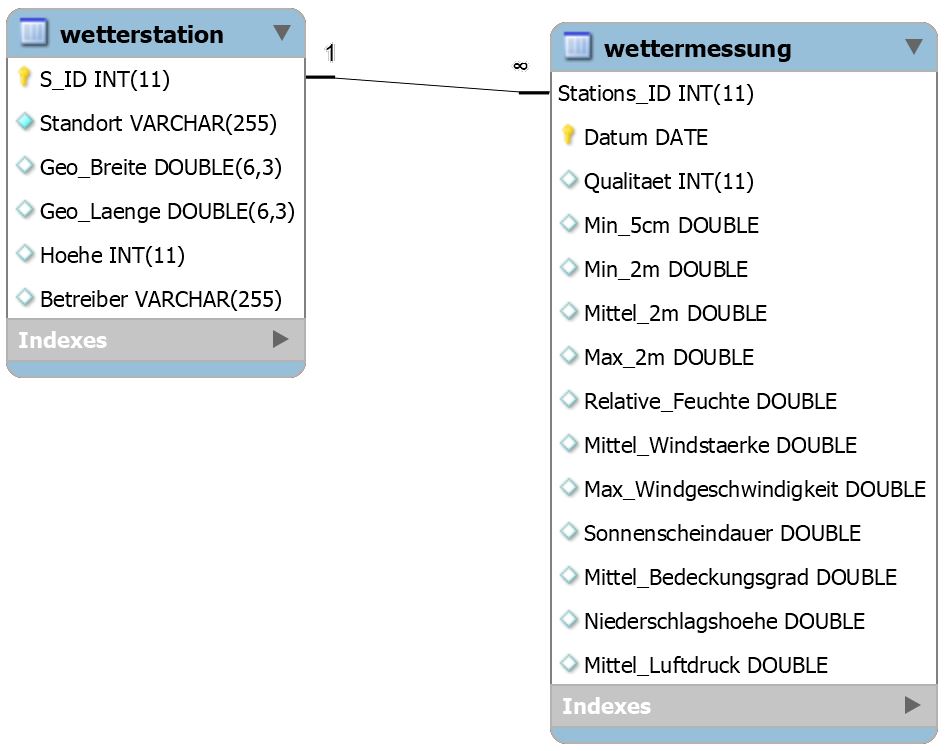 wetterstation
S_ID INT(11)
Standort VARCHAR(255)
Geo_Breite DOUBLE(6,3)
Geo_Laenge DOUBLE(6,3)
Hoehe INT(11)
Betreiber VARCHAR(255)
Indexes
1
∞
wettermessung
Stations_ID INT(11)
Datum DATE
Qualitaet INT(11)
Min_5cm DOUBLE
Min_2m DOUBLE
Mittel_2m DOUBLE
Max_2m DOUBLE
Relative_Feuchte DOUBLE
Mittel_Windstaerke DOUBLE
Max_Windgeschwindigkeit DOUBLE
Sonnenscheindauer DOUBLE
Mittel_Bedeckungsgrad DOUBLE
Niederschlagshoehe DOUBLE
Mittel_Luftdruck DOUBLE
Indexes